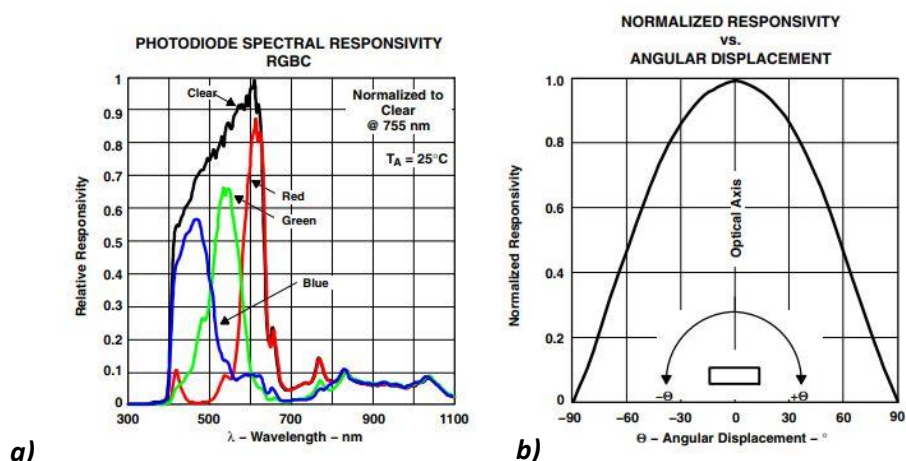 PHOTODIODE SPECTRAL RESPONSIVITY
RGBC
1
0.9
0.8
0.7
0.6
0.5
0.4
0.3
0.2
0.1
0
Relative Responsivity
Clear
Normalized to
Clear
@ 755 nm
TA = 25°C
Red
Green
Blue
300 500 700 900 1100
λ – Wavelength – nm
a)
NORMALIZED RESPONSIVITY
vs.
ANGULAR DISPLACEMENT
1.0
0.8
0.6
0.4
0.2
0
Normalized Responsivity
Optical Axis
-Θ +Θ
−90 −60 −30 0 30 60 90
Θ – Angular Displacement – °
b)